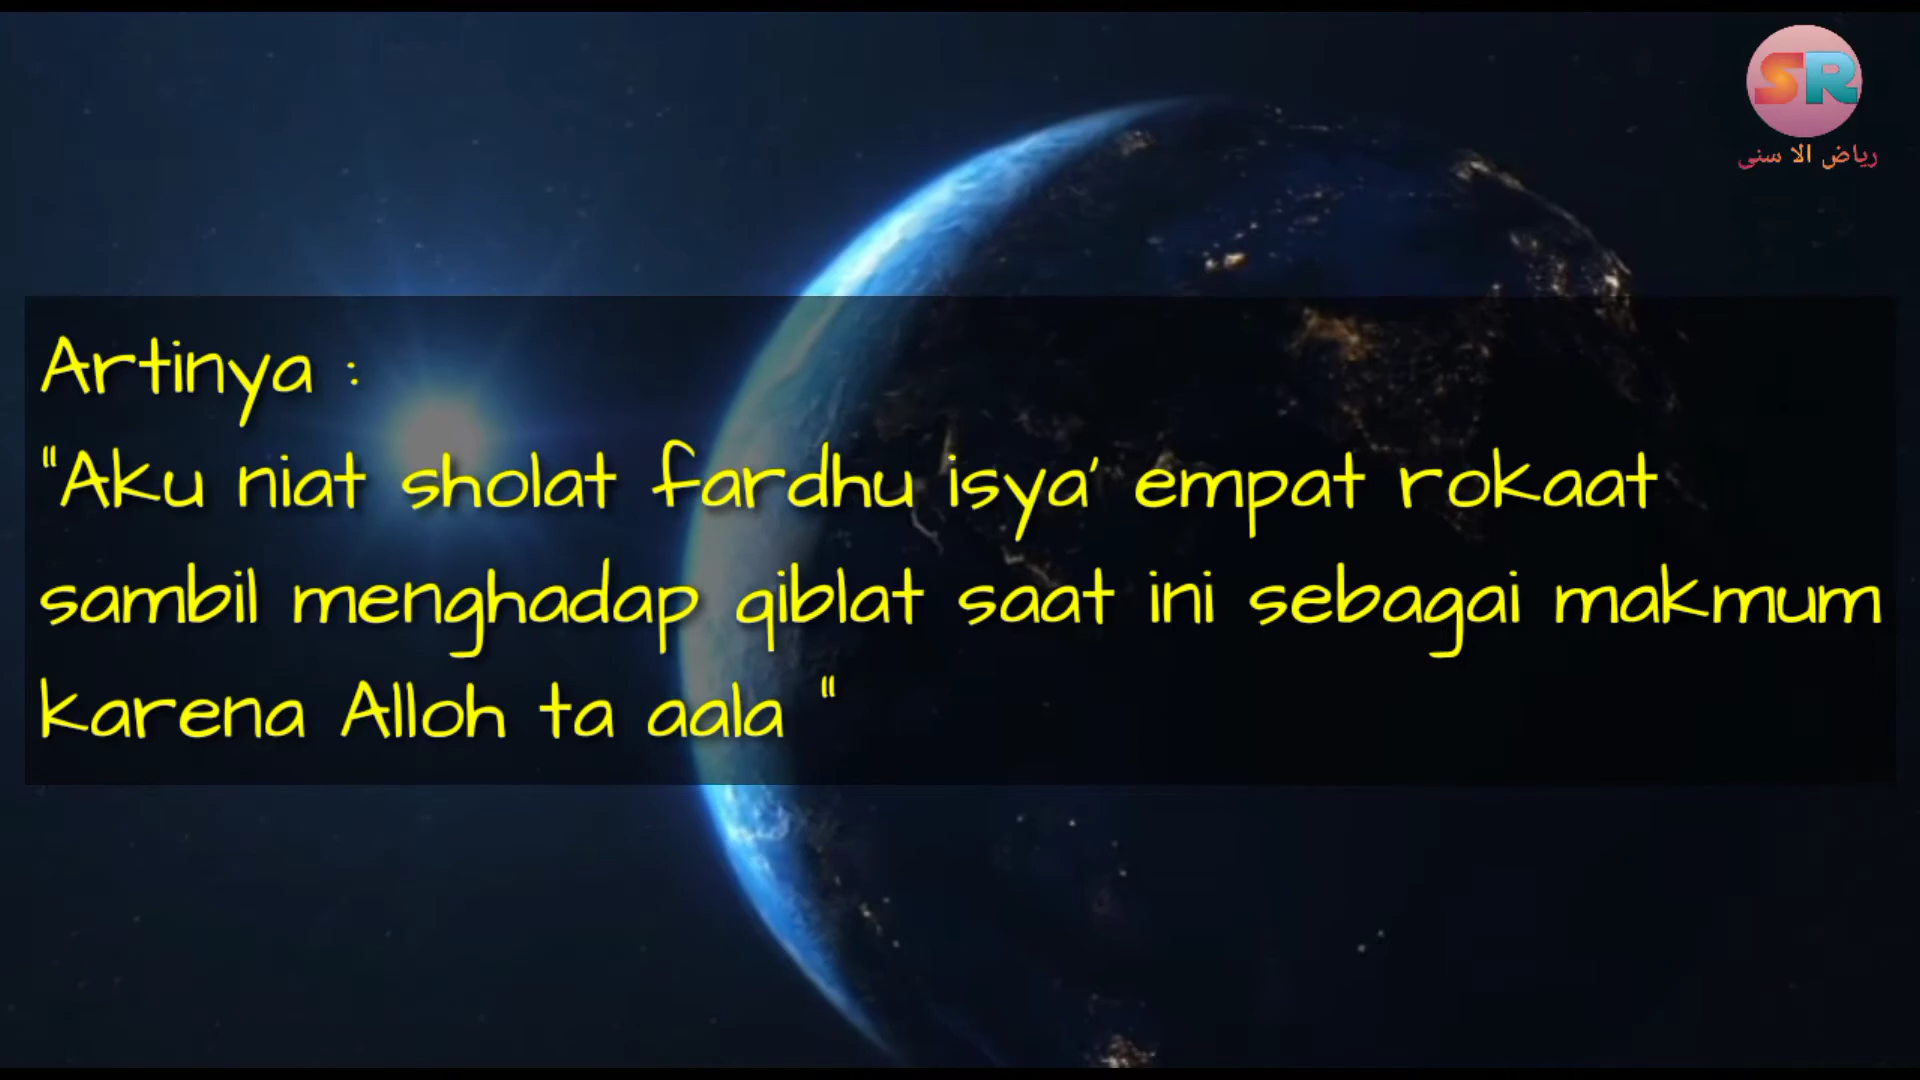 SR
رياض الا سنى
Artinya :
"Aku niat sholat fardhu isya' empat rokaat
sambil menghadap qiblat saat ini sebagai makmum
karena Alloh ta aala "